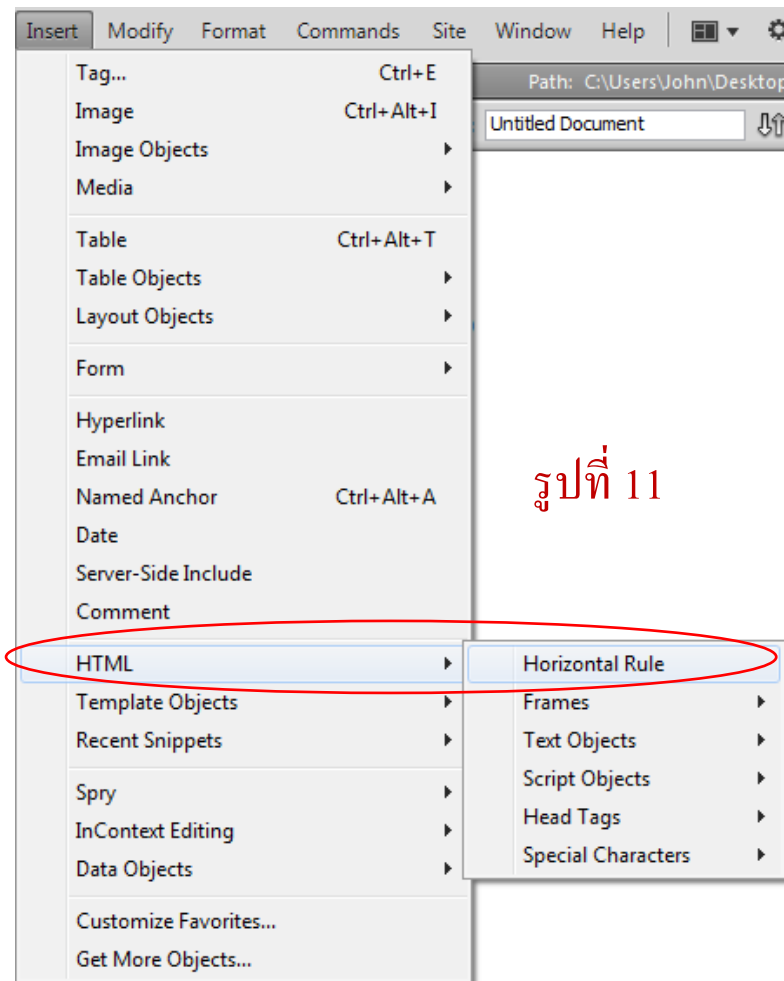 Insert Modify Format Commands Site Window Help
Path: C:\Users\John\Desktop
Untitled Document
Tag... Ctrl+E
Image Ctrl+Alt+I
Image Objects
Media
Table Ctrl+Alt+T
Table Objects
Layout Objects
Form
Hyperlink
Email Link
Named Anchor Ctrl+Alt+A
Date
Server-Side Include
Comment
HTML
Template Objects
Recent Snippets
Spry
InContext Editing
Data Objects
Customize Favorites...
Get More Objects...
Horizontal Rule
Frames
Text Objects
Script Objects
Head Tags
Special Characters
รูปที่ 11